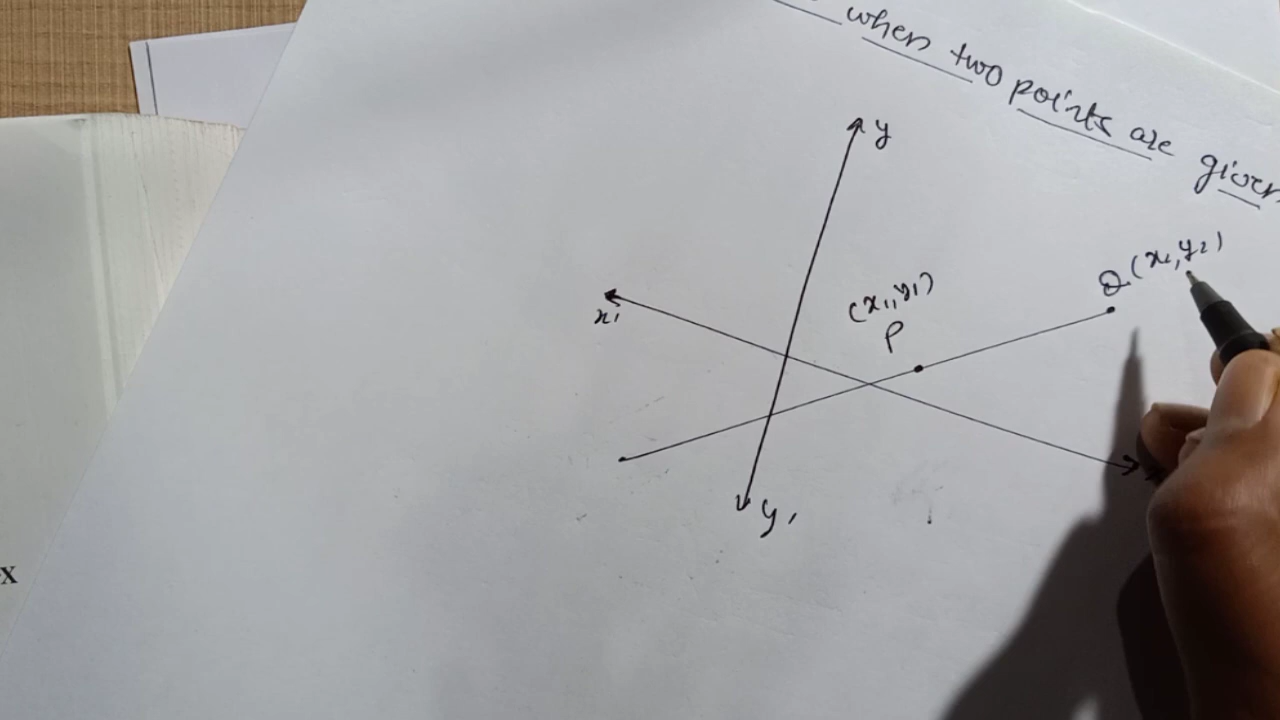 when two points are given
y
Q (x₂, y₂)
(x₁, y₁)
P
x'
y'
x